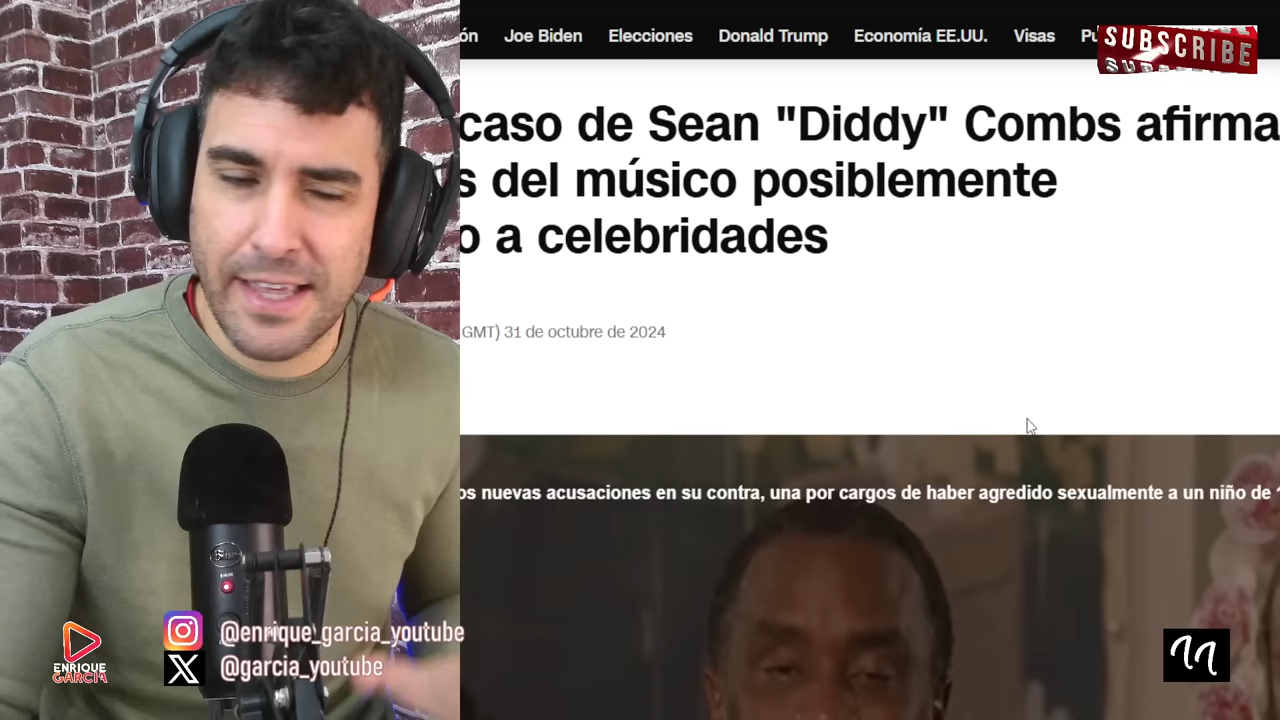 ón Joe Biden Elecciones Donald Trump Economía EE.UU. Visas Pu
SUBSCRIBE
caso de Sean "Diddy" Combs afirma
s del músico posiblemente
o a celebridades
GMT) 31 de octubre de 2024
os nuevas acusaciones en su contra, una por cargos de haber agredido sexualmente a un niño de
@enrique_garcia_youtube
@garcia_youtube
ENRIQUE
GARCIA